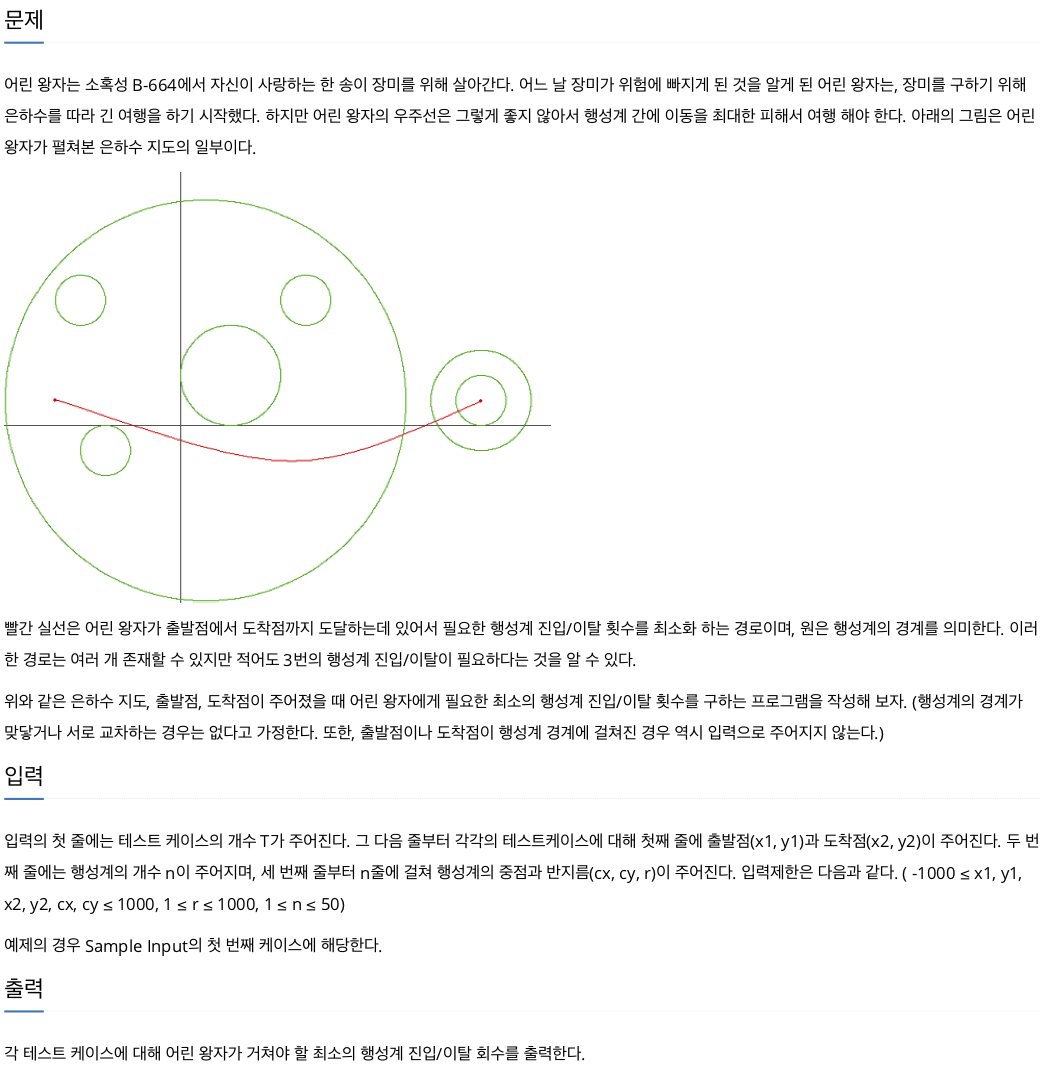 문제
어린 왕자는 소혹성 B-664에서 자신이 사랑하는 한 송이 장미를 위해 살아간다. 어느 날 장미가 위험에 빠지게 된 것을 알게 된 어린 왕자는, 장미를 구하기 위해
은하수를 따라 긴 여행을 하기 시작했다. 하지만 어린 왕자의 우주선은 그렇게 좋지 않아서 행성계 간에 이동을 최대한 피해서 여행 해야 한다. 아래의 그림은 어린
왕자가 펼쳐본 은하수 지도의 일부이다.
빨간 실선은 어린 왕자가 출발점에서 도착점까지 도달하는데 있어서 필요한 행성계 진입/이탈 횟수를 최소화 하는 경로이며, 원은 행성계의 경계를 의미한다. 이러
한 경로는 여러 개 존재할 수 있지만 적어도 3번의 행성계 진입/이탈이 필요하다는 것을 알 수 있다.
위와 같은 은하수 지도, 출발점, 도착점이 주어졌을 때 어린 왕자에게 필요한 최소의 행성계 진입/이탈 횟수를 구하는 프로그램을 작성해 보자. (행성계의 경계가
맞닿거나 서로 교차하는 경우는 없다고 가정한다. 또한, 출발점이나 도착점이 행성계 경계에 걸쳐진 경우 역시 입력으로 주어지지 않는다.)
입력
입력의 첫 줄에는 테스트 케이스의 개수 T가 주어진다. 그 다음 줄부터 각각의 테스트케이스에 대해 첫째 줄에 출발점(x1, y1)과 도착점(x2, y2)이 주어진다. 두 번
째 줄에는 행성계의 개수 n이 주어지며, 세 번째 줄부터 n줄에 걸쳐 행성계의 중점과 반지름(cx, cy, r)이 주어진다. 입력제한은 다음과 같다. ( -1000 ≤ x1, y1,
x2, y2, cx, cy ≤ 1000, 1 ≤ r ≤ 1000, 1 ≤ n ≤ 50)
예제의 경우 Sample Input의 첫 번째 케이스에 해당한다.
출력
각 테스트 케이스에 대해 어린 왕자가 거쳐야 할 최소의 행성계 진입/이탈 회수를 출력한다.